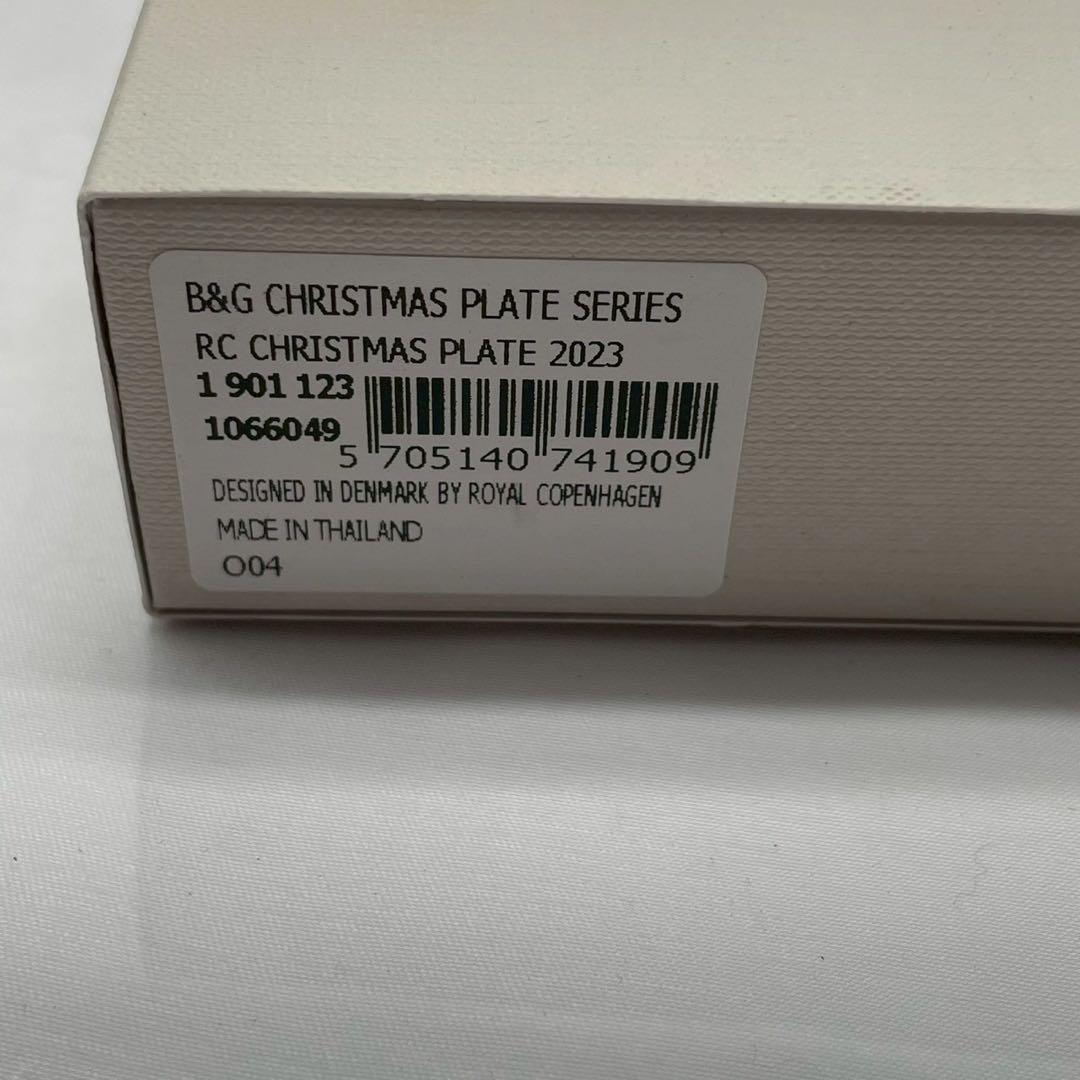 B&G CHRISTMAS PLATE SERIES
RC CHRISTMAS PLATE 2023
1 901 123
1066049
5 705140 741909
DESIGNED IN DENMARK BY ROYAL COPENHAGEN
MADE IN THAILAND
O04